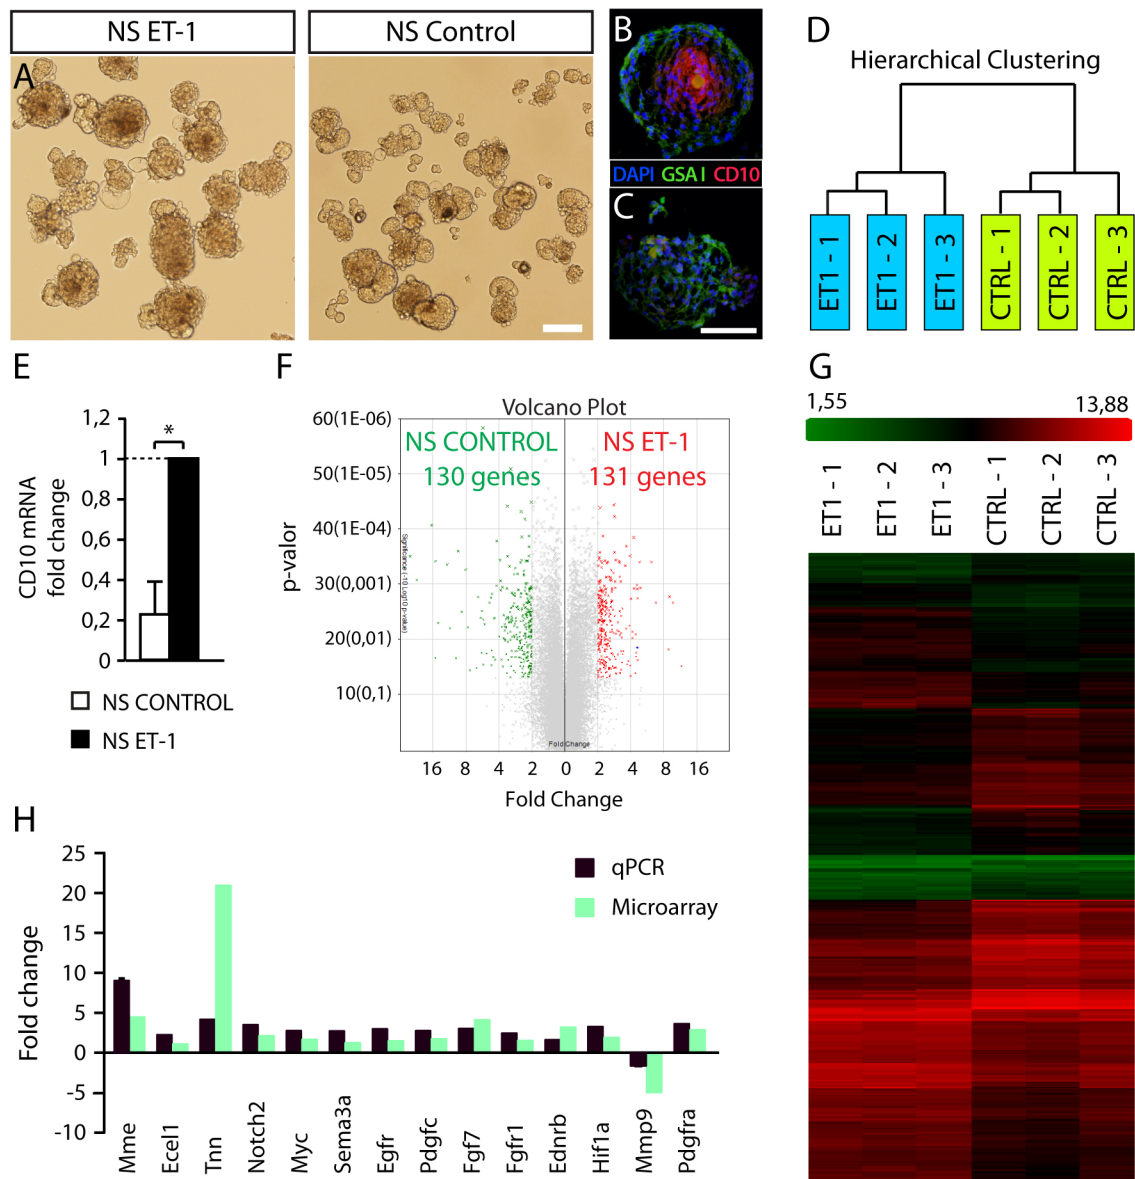 NS ET-1
NS Control
A
B
DAPI GSA I CD10
C
D
Hierarchical Clustering
ET1 - 1
ET1 - 2
ET1 - 3
CTRL - 1
CTRL - 2
CTRL - 3
E
1,2
1
0,8
0,6
0,4
0,2
0
CD10 mRNA
fold change
*
NS CONTROL
NS ET-1
F
Volcano Plot
60(1E-06)
50(1E-05)
40(1E-04)
30(0,001)
20(0,01)
10(0,1)
p-valor
Significance (-10 Log10 p-value)
NS CONTROL
130 genes
NS ET-1
131 genes
Fold Change
16 8 4 2 0 2 4 8 16
Fold Change
G
1,55
13,88
ET1 - 1
ET1 - 2
ET1 - 3
CTRL - 1
CTRL - 2
CTRL - 3
H
25
20
15
10
5
0
-5
-10
Fold change
qPCR
Microarray
Mme
Ecel1
Tnn
Notch2
Myc
Sema3a
Egfr
Pdgfc
Fgf7
Fgfr1
Ednrb
Hif1a
Mmp9
Pdgfra